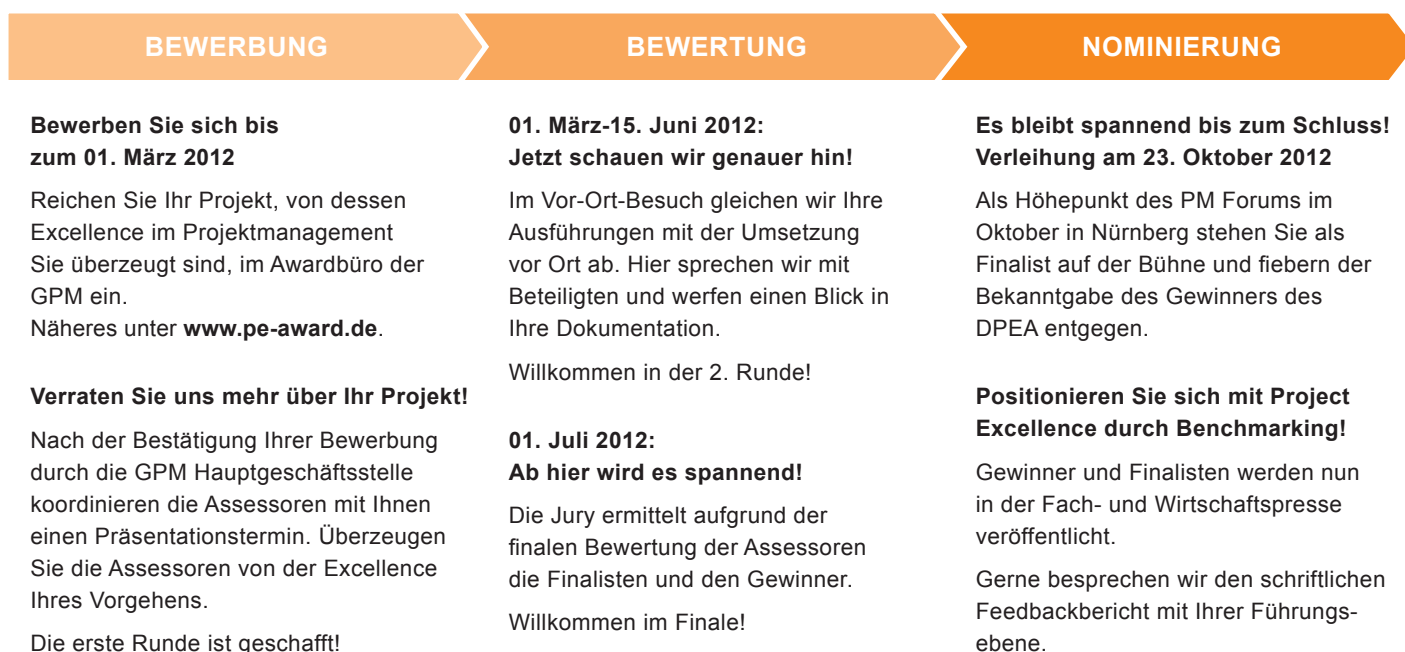 BEWERBUNG
BEWERTUNG
NOMINIERUNG
Bewerben Sie sich bis
zum 01. März 2012
Reichen Sie Ihr Projekt, von dessen
Excellence im Projektmanagement
Sie überzeugt sind, im Awardbüro der
GPM ein.
Näheres unter www.pe-award.de.
Verraten Sie uns mehr über Ihr Projekt!
Nach der Bestätigung Ihrer Bewerbung
durch die GPM Hauptgeschäftsstelle
koordinieren die Assessoren mit Ihnen
einen Präsentationstermin. Überzeugen
Sie die Assessoren von der Excellence
Ihres Vorgehens.
Die erste Runde ist geschafft!
01. März-15. Juni 2012:
Jetzt schauen wir genauer hin!
Im Vor-Ort-Besuch gleichen wir Ihre
Ausführungen mit der Umsetzung
vor Ort ab. Hier sprechen wir mit
Beteiligten und werfen einen Blick in
Ihre Dokumentation.
Willkommen in der 2. Runde!
01. Juli 2012:
Ab hier wird es spannend!
Die Jury ermittelt aufgrund der
finalen Bewertung der Assessoren
die Finalisten und den Gewinner.
Willkommen im Finale!
Es bleibt spannend bis zum Schluss!
Verleihung am 23. Oktober 2012
Als Höhepunkt des PM Forums im
Oktober in Nürnberg stehen Sie als
Finalist auf der Bühne und fiebern der
Bekanntgabe des Gewinners des
DPEA entgegen.
Positionieren Sie sich mit Project
Excellence durch Benchmarking!
Gewinner und Finalisten werden nun
in der Fach- und Wirtschaftspresse
veröffentlicht.
Gerne besprechen wir den schriftlichen
Feedbackbericht mit Ihrer Führungs-
ebene.